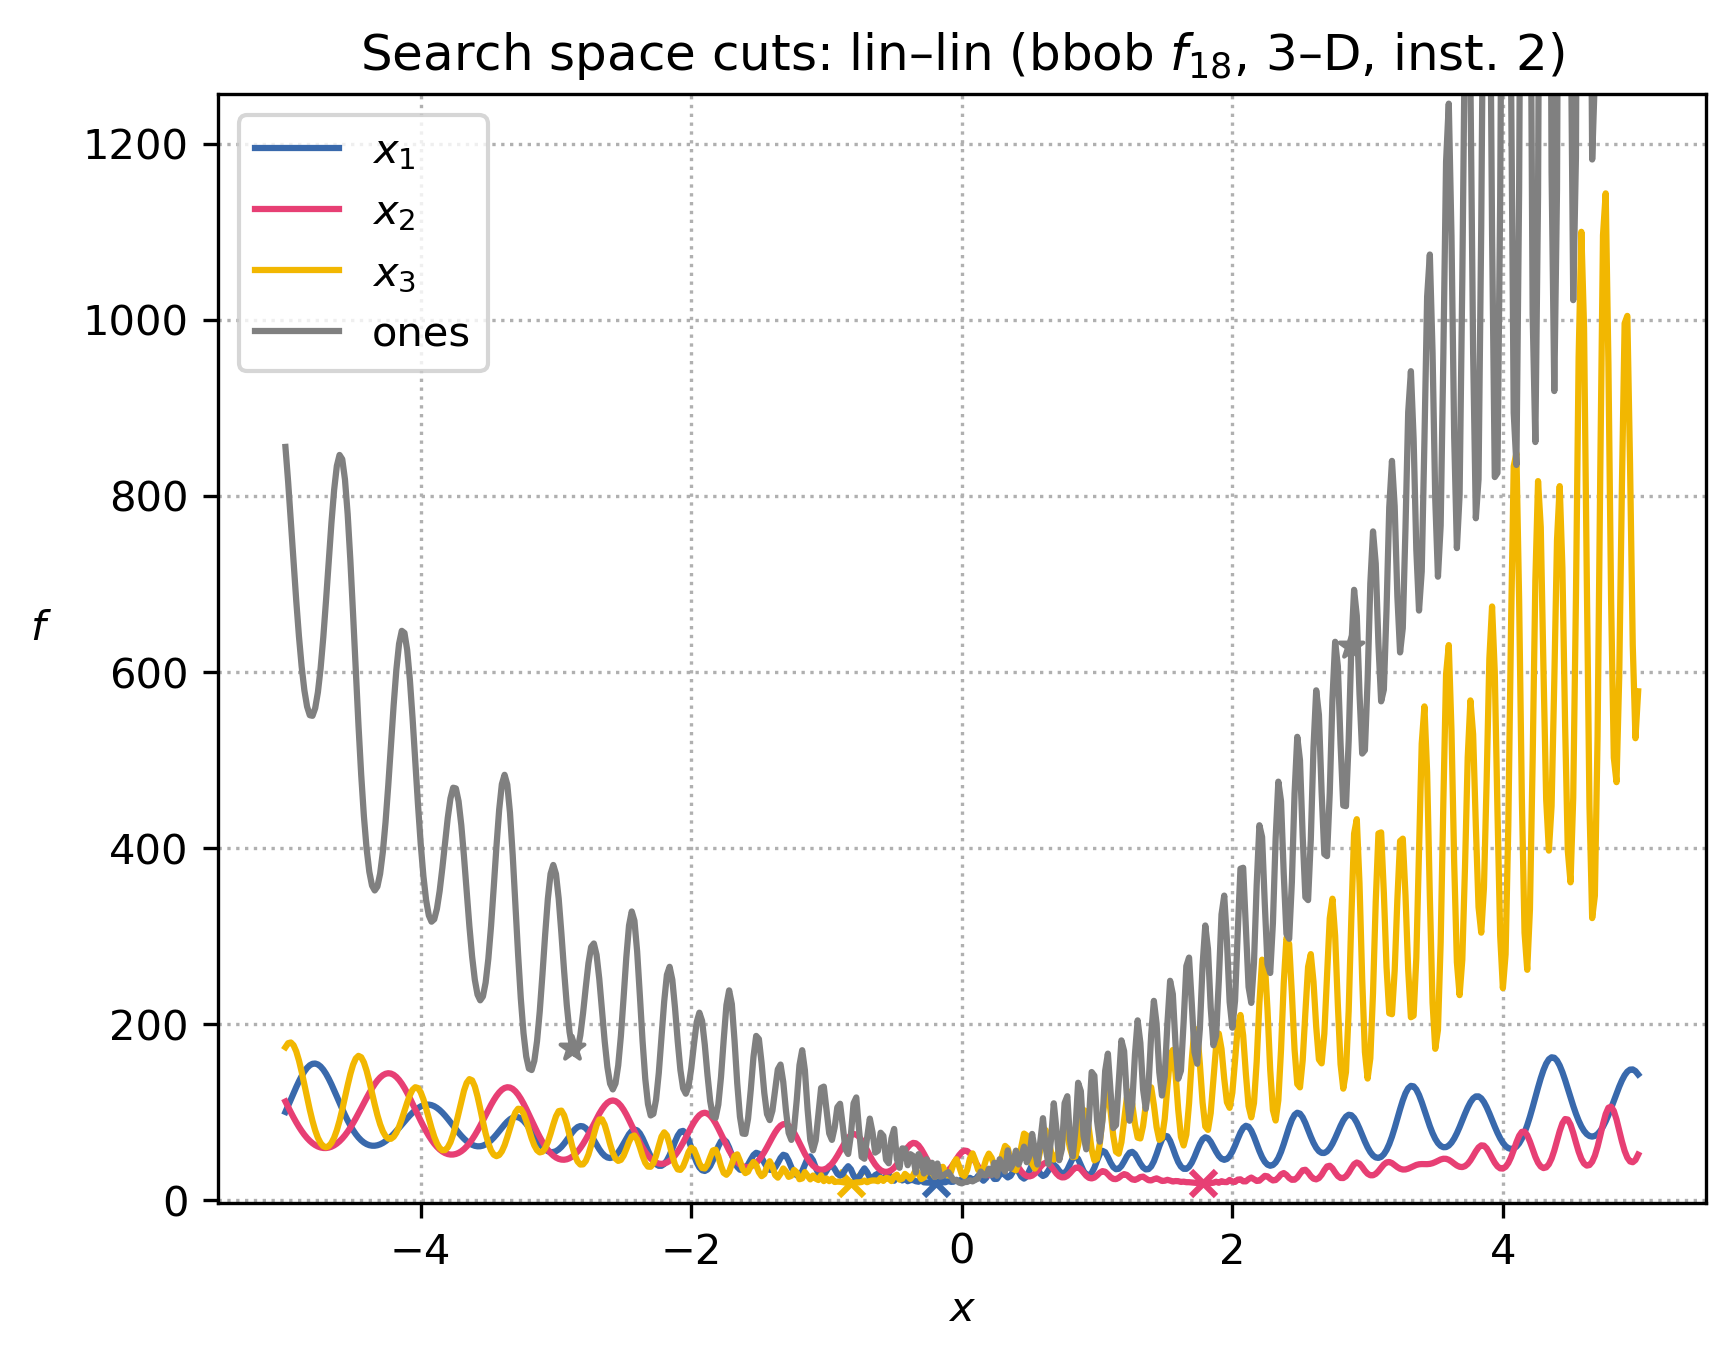 Search space cuts: lin–lin (bbob f₁₈, 3–D, inst. 2)
x₁
x₂
x₃
ones
1200
1000
800
600
400
200
0
f
−4 −2 0 2 4
x